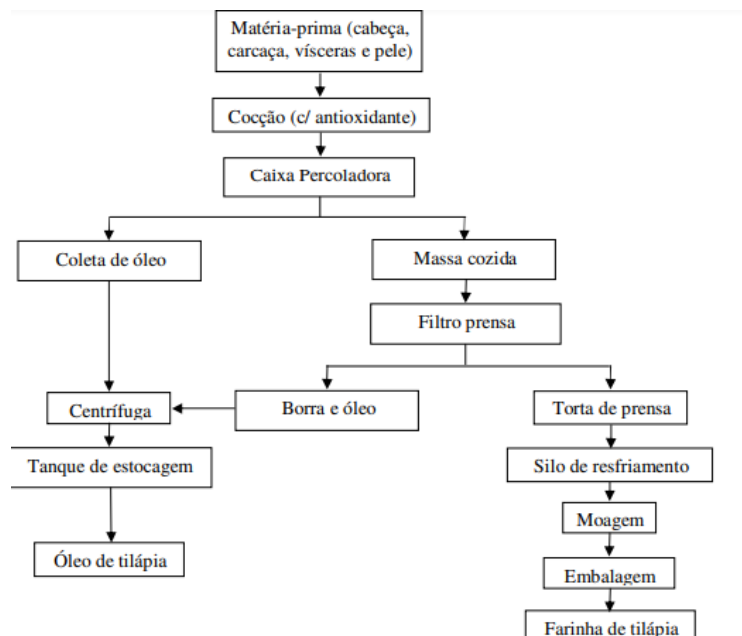 Matéria-prima (cabeça,
carcaça, vísceras e pele)
Cocção (c/ antioxidante)
Caixa Percoladora
Coleta de óleo
Massa cozida
Filtro prensa
Centrífuga
Borra e óleo
Torta de prensa
Tanque de estocagem
Silo de resfriamento
Moagem
Óleo de tilápia
Embalagem
Farinha de tilápia